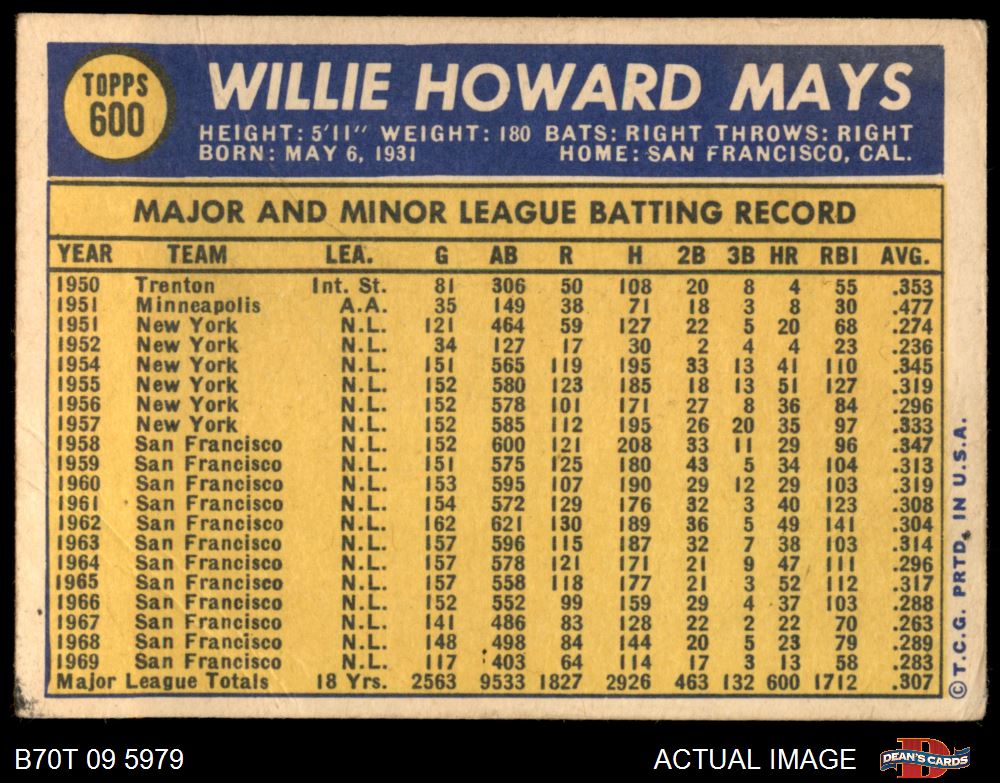 TOPPS
600
WILLIE HOWARD MAYS
HEIGHT: 5'11" WEIGHT: 180 BATS: RIGHT THROWS: RIGHT
BORN: MAY 6, 1931 HOME: SAN FRANCISCO, CAL.
MAJOR AND MINOR LEAGUE BATTING RECORD
YEAR TEAM LEA. G AB R H 2B 3B HR RBI AVG.
1950 Trenton Int. St. 81 306 50 108 20 8 4 55 .353
1951 Minneapolis A.A. 35 149 38 71 18 3 8 30 .477
1951 New York N.L. 121 464 59 127 22 5 20 68 .274
1952 New York N.L. 34 127 17 30 2 4 4 23 .236
1954 New York N.L. 151 565 119 195 33 13 41 110 .345
1955 New York N.L. 152 580 123 185 18 13 51 127 .319
1956 New York N.L. 152 578 101 171 27 8 36 84 .296
1957 New York N.L. 152 585 112 195 26 20 35 97 .333
1958 San Francisco N.L. 152 600 121 208 33 11 29 96 .347
1959 San Francisco N.L. 151 575 125 180 43 5 34 104 .313
1960 San Francisco N.L. 153 595 107 190 29 12 29 103 .319
1961 San Francisco N.L. 154 572 129 176 32 3 40 123 .308
1962 San Francisco N.L. 162 621 130 189 36 5 49 141 .304
1963 San Francisco N.L. 157 596 115 187 32 7 38 103 .314
1964 San Francisco N.L. 157 578 121 171 21 9 47 111 .296
1965 San Francisco N.L. 157 558 118 177 21 3 52 112 .317
1966 San Francisco N.L. 152 552 99 159 29 4 37 103 .288
1967 San Francisco N.L. 141 486 83 128 22 2 22 70 .263
1968 San Francisco N.L. 148 498 84 144 20 5 23 79 .289
1969 San Francisco N.L. 117 403 64 114 17 3 13 58 .283
Major League Totals 18 Yrs. 2563 9533 1827 2926 463 132 600 1712 .307
© T.C.G. PRTD. IN U.S.A.
B70T 09 5979 ACTUAL IMAGE
DEAN'S CARDS